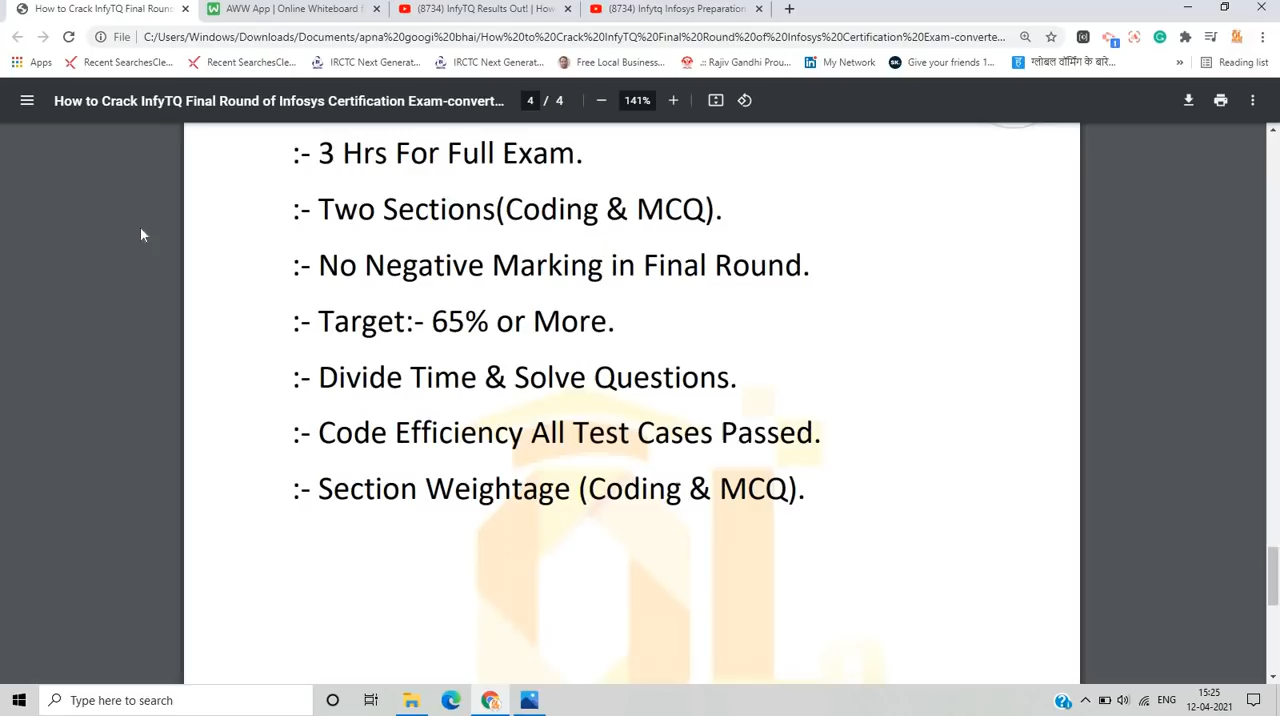 How to Crack InfyTQ Final Round
AWW App | Online Whiteboard f
(8734) InfyTQ Results Out! | How
(8734) Infytq Infosys Preparation
File
C:/Users/Windows/Downloads/Documents/apna%20googi%20bhai/How%20to%20Crack%20InfyTQ%20Final%20Round%20of%20Infosys%20Certification%20Exam-converte...
Apps
Recent SearchesCle...
Recent SearchesCle...
IRCTC Next Generat...
IRCTC Next Generat...
Free Local Business...
.:: Rajiv Gandhi Prou...
My Network
Give your friends 1...
ग्लोबल वॉर्मिंग के बारे...
»
Reading list
How to Crack InfyTQ Final Round of Infosys Certification Exam-convert...
4 / 4
141%
:- 3 Hrs For Full Exam.
:- Two Sections(Coding & MCQ).
:- No Negative Marking in Final Round.
:- Target:- 65% or More.
:- Divide Time & Solve Questions.
:- Code Efficiency All Test Cases Passed.
:- Section Weightage (Coding & MCQ).
Type here to search
ENG
15:25
12-04-2021